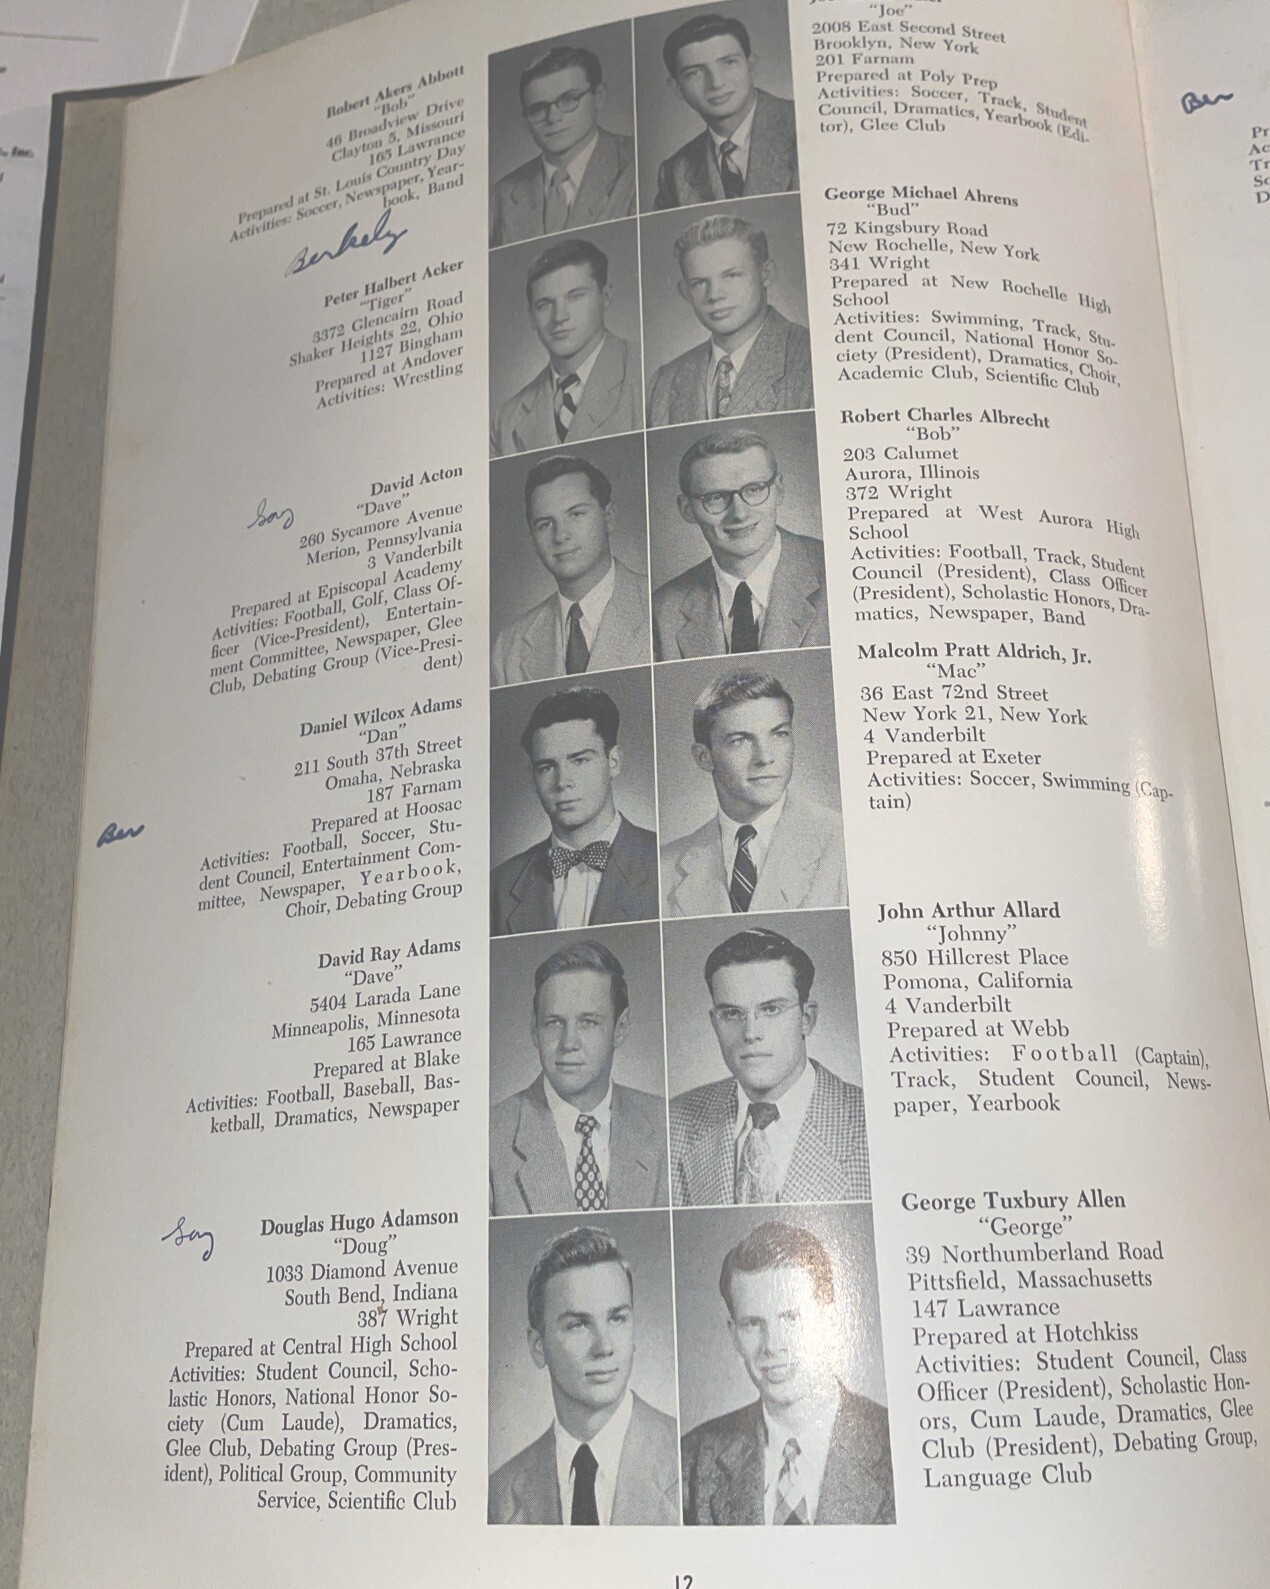 Robert Akers Abbott
"Bob"
46 Broadview Drive
Clayton 5, Missouri
165 Lawrance
Prepared at St. Louis Country Day
Activities: Soccer, Newspaper, Year-
book, Band
Berkely
Peter Halbert Acker
"Tiger"
3372 Glencairn Road
Shaker Heights 22, Ohio
1127 Bingham
Prepared at Andover
Activities: Wrestling
David Acton
"Dave"
Say
260 Sycamore Avenue
Merion, Pennsylvania
3 Vanderbilt
Prepared at Episcopal Academy
Activities: Football, Golf, Class Of-
ficer (Vice-President), Entertain-
ment Committee, Newspaper, Glee
Club, Debating Group (Vice-Presi-
dent)
Daniel Wilcox Adams
"Dan"
211 South 37th Street
Omaha, Nebraska
187 Farnam
Prepared at Hoosac
Ber
Activities: Football, Soccer, Stu-
dent Council, Entertainment Com-
mittee, Newspaper, Yearbook,
Choir, Debating Group
David Ray Adams
"Dave"
5404 Larada Lane
Minneapolis, Minnesota
165 Lawrance
Prepared at Blake
Activities: Football, Baseball, Bas-
ketball, Dramatics, Newspaper
Say
Douglas Hugo Adamson
"Doug"
1033 Diamond Avenue
South Bend, Indiana
387 Wright
Prepared at Central High School
Activities: Student Council, Scho-
lastic Honors, National Honor So-
ciety (Cum Laude), Dramatics,
Glee Club, Debating Group (Pres-
ident), Political Group, Community
Service, Scientific Club
"Joe"
2008 East Second Street
Brooklyn, New York
201 Farnam
Prepared at Poly Prep
Activities: Soccer, Track, Student
Council, Dramatics, Yearbook (Edi-
tor), Glee Club
George Michael Ahrens
"Bud"
72 Kingsbury Road
New Rochelle, New York
341 Wright
Prepared at New Rochelle High
School
Activities: Swimming, Track, Stu-
dent Council, National Honor So-
ciety (President), Dramatics, Choir,
Academic Club, Scientific Club
Robert Charles Albrecht
"Bob"
203 Calumet
Aurora, Illinois
372 Wright
Prepared at West Aurora High
School
Activities: Football, Track, Student
Council (President), Class Officer
(President), Scholastic Honors, Dra-
matics, Newspaper, Band
Malcolm Pratt Aldrich, Jr.
"Mac"
36 East 72nd Street
New York 21, New York
4 Vanderbilt
Prepared at Exeter
Activities: Soccer, Swimming (Cap-
tain)
John Arthur Allard
"Johnny"
850 Hillcrest Place
Pomona, California
4 Vanderbilt
Prepared at Webb
Activities: Football (Captain),
Track, Student Council, News-
paper, Yearbook
George Tuxbury Allen
"George"
39 Northumberland Road
Pittsfield, Massachusetts
147 Lawrance
Prepared at Hotchkiss
Activities: Student Council, Class
Officer (President), Scholastic Hon-
ors, Cum Laude, Dramatics, Glee
Club (President), Debating Group,
Language Club
12
Ber
Pr
Ac
Tr
Sc
D